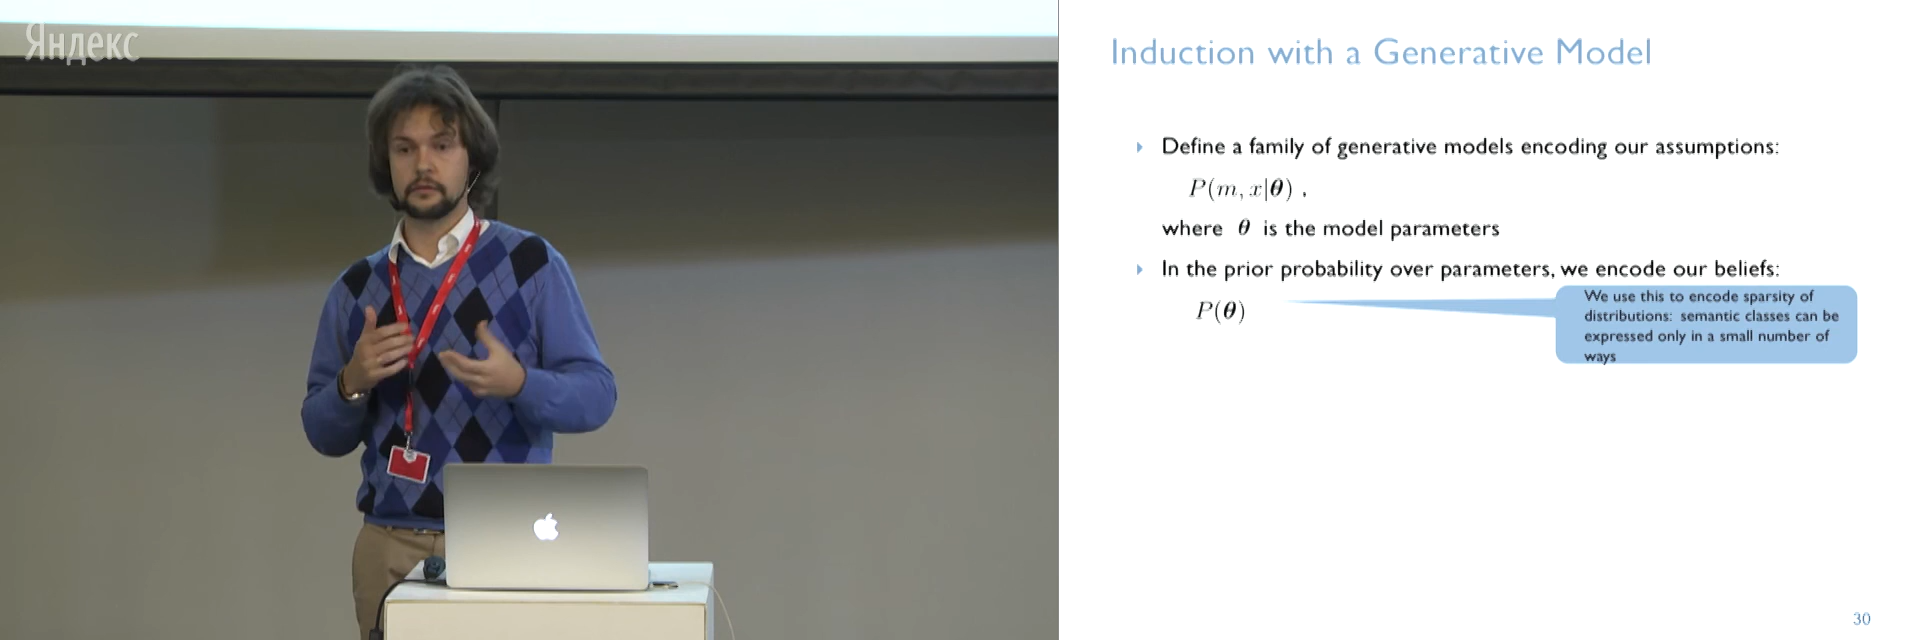 Яндекс
Induction with a Generative Model
Define a family of generative models encoding our assumptions:
P(m, x|θ) ,
where θ is the model parameters
In the prior probability over parameters, we encode our beliefs:
P(θ)
We use this to encode sparsity of
distributions: semantic classes can be
expressed only in a small number of
ways
30